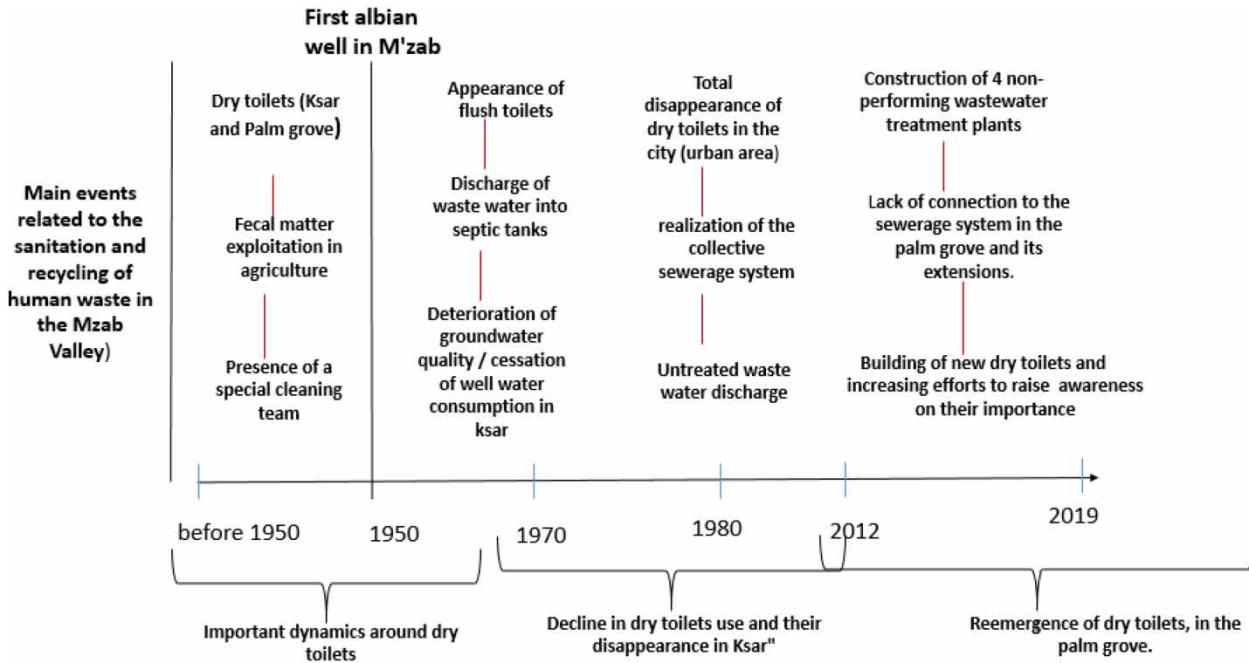 First albian
well in M'zab
Main events
related to the
sanitation and
recycling of
human waste in
the Mzab
Valley)
Dry toilets (Ksar
and Palm grove)
Fecal matter
exploitation in
agriculture
Presence of a
special cleaning
team
Appearance of
flush toilets
Discharge of
waste water into
septic tanks
Deterioration of
groundwater
quality / cessation
of well water
consumption in
ksar
Total
disappearance of
dry toilets in the
city (urban area)
realization of the
collective
sewerage system
Untreated waste
water discharge
Construction of 4 non-
performing wastewater
treatment plants
Lack of connection to the
sewerage system in the
palm grove and its
extensions.
Building of new dry toilets and
increasing efforts to raise awareness
on their importance
before 1950
1950
1970
1980
2012
2019
Important dynamics around dry
toilets
Decline in dry toilets use and their
disappearance in Ksar"
Reemergence of dry toilets, in the
palm grove.